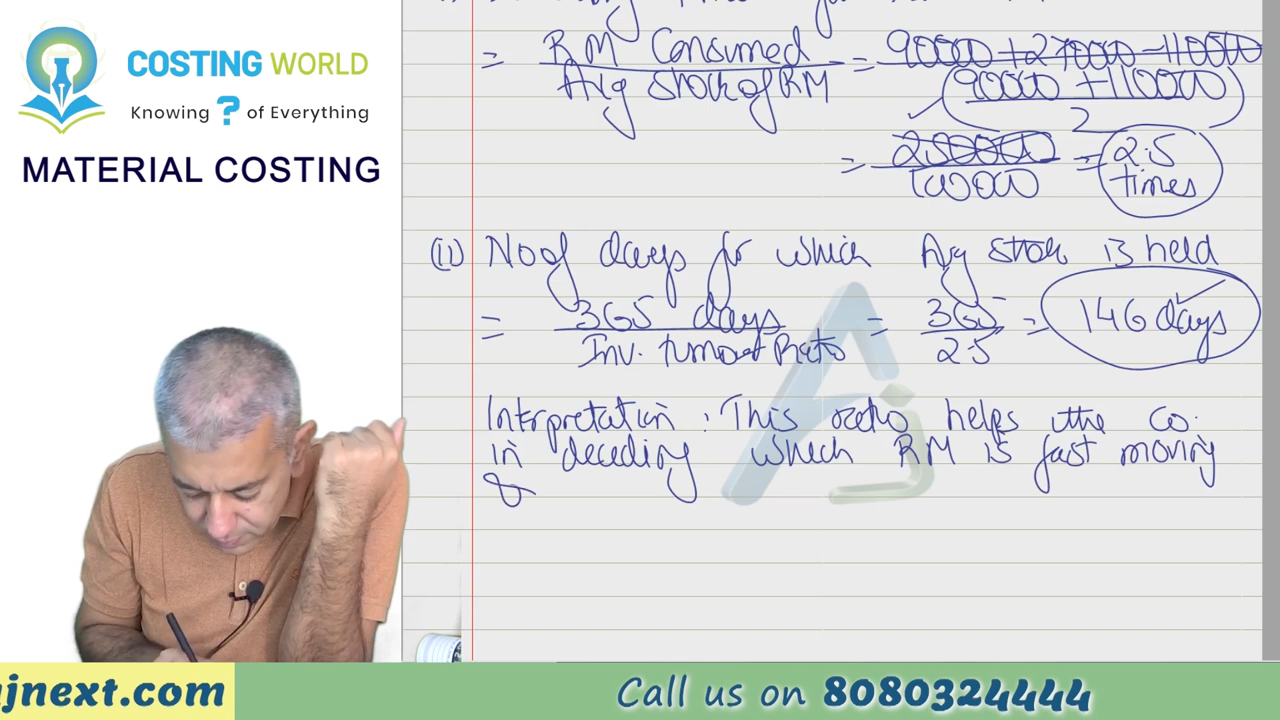 COSTING WORLD
Knowing ? of Everything
MATERIAL COSTING
= RM Consumed / Avg Stock of RM = 90000 + 270000 - 110000 / (90000 + 110000) / 2
= 250000 / 100000 = 2.5 times
(II) No of days for which Avg stock is held
= 365 days / Inv. turnover Ratio = 365 / 2.5 = 146 days
Interpretation : This ratio helps the co.
in deciding which RM is fast moving
&
AJ
jnext.com
Call us on 8080324444